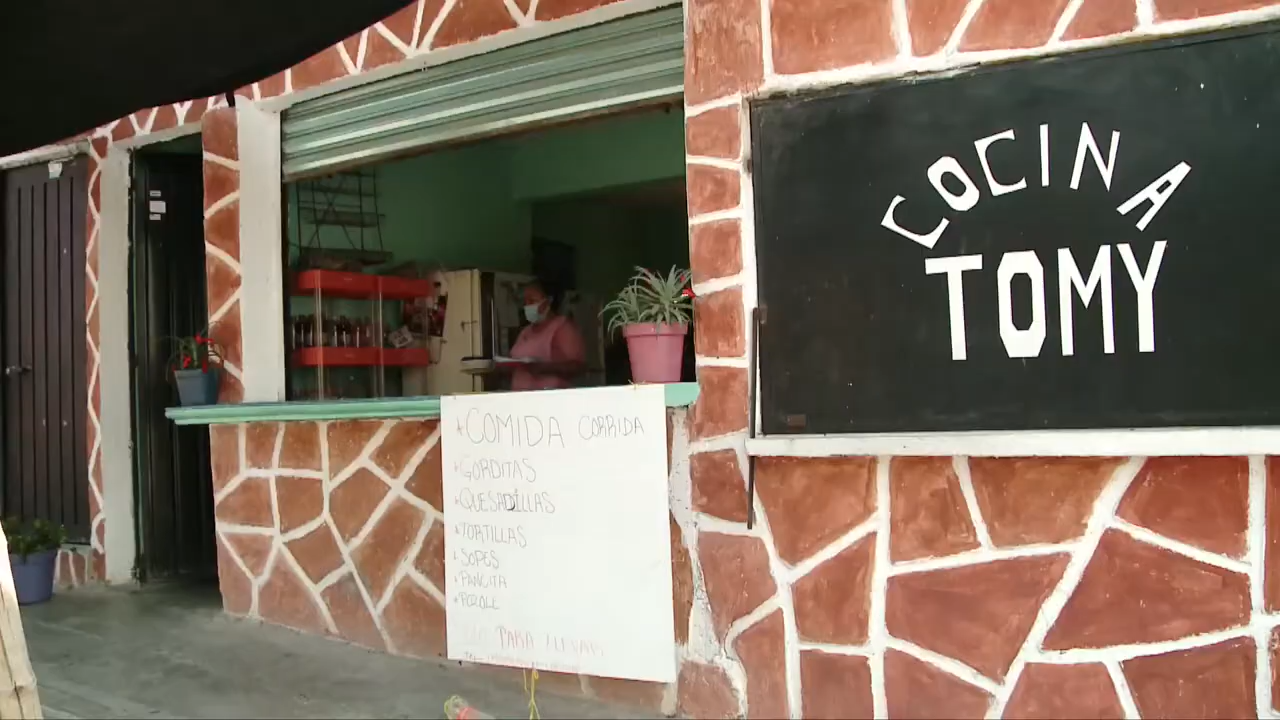 COCINA
TOMY
COMIDA CORRIDA
GORDITAS
QUESADILLAS
TORTILLAS
SOPES
PANCITA
POZOLE
PARA LLEVAR